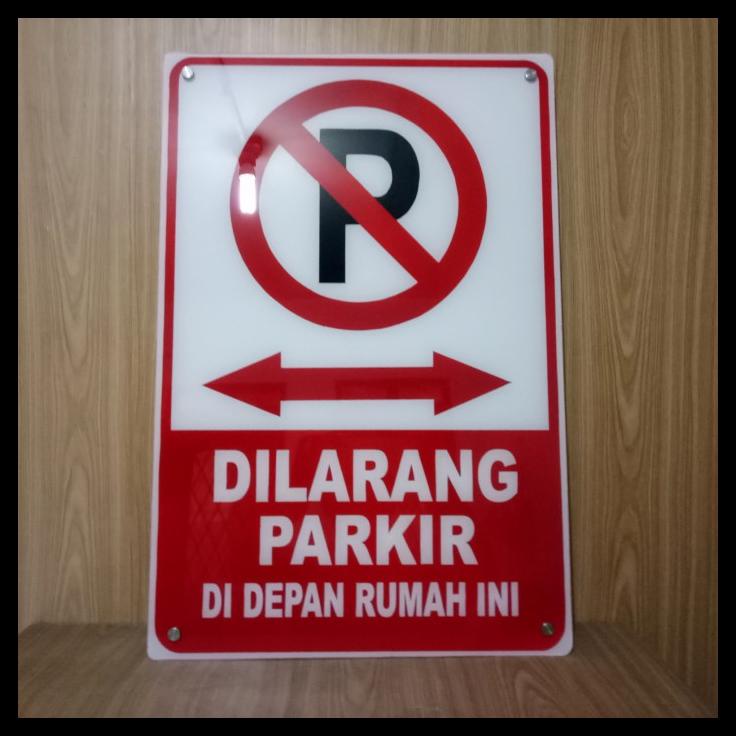 P
DILARANG
PARKIR
DI DEPAN RUMAH INI